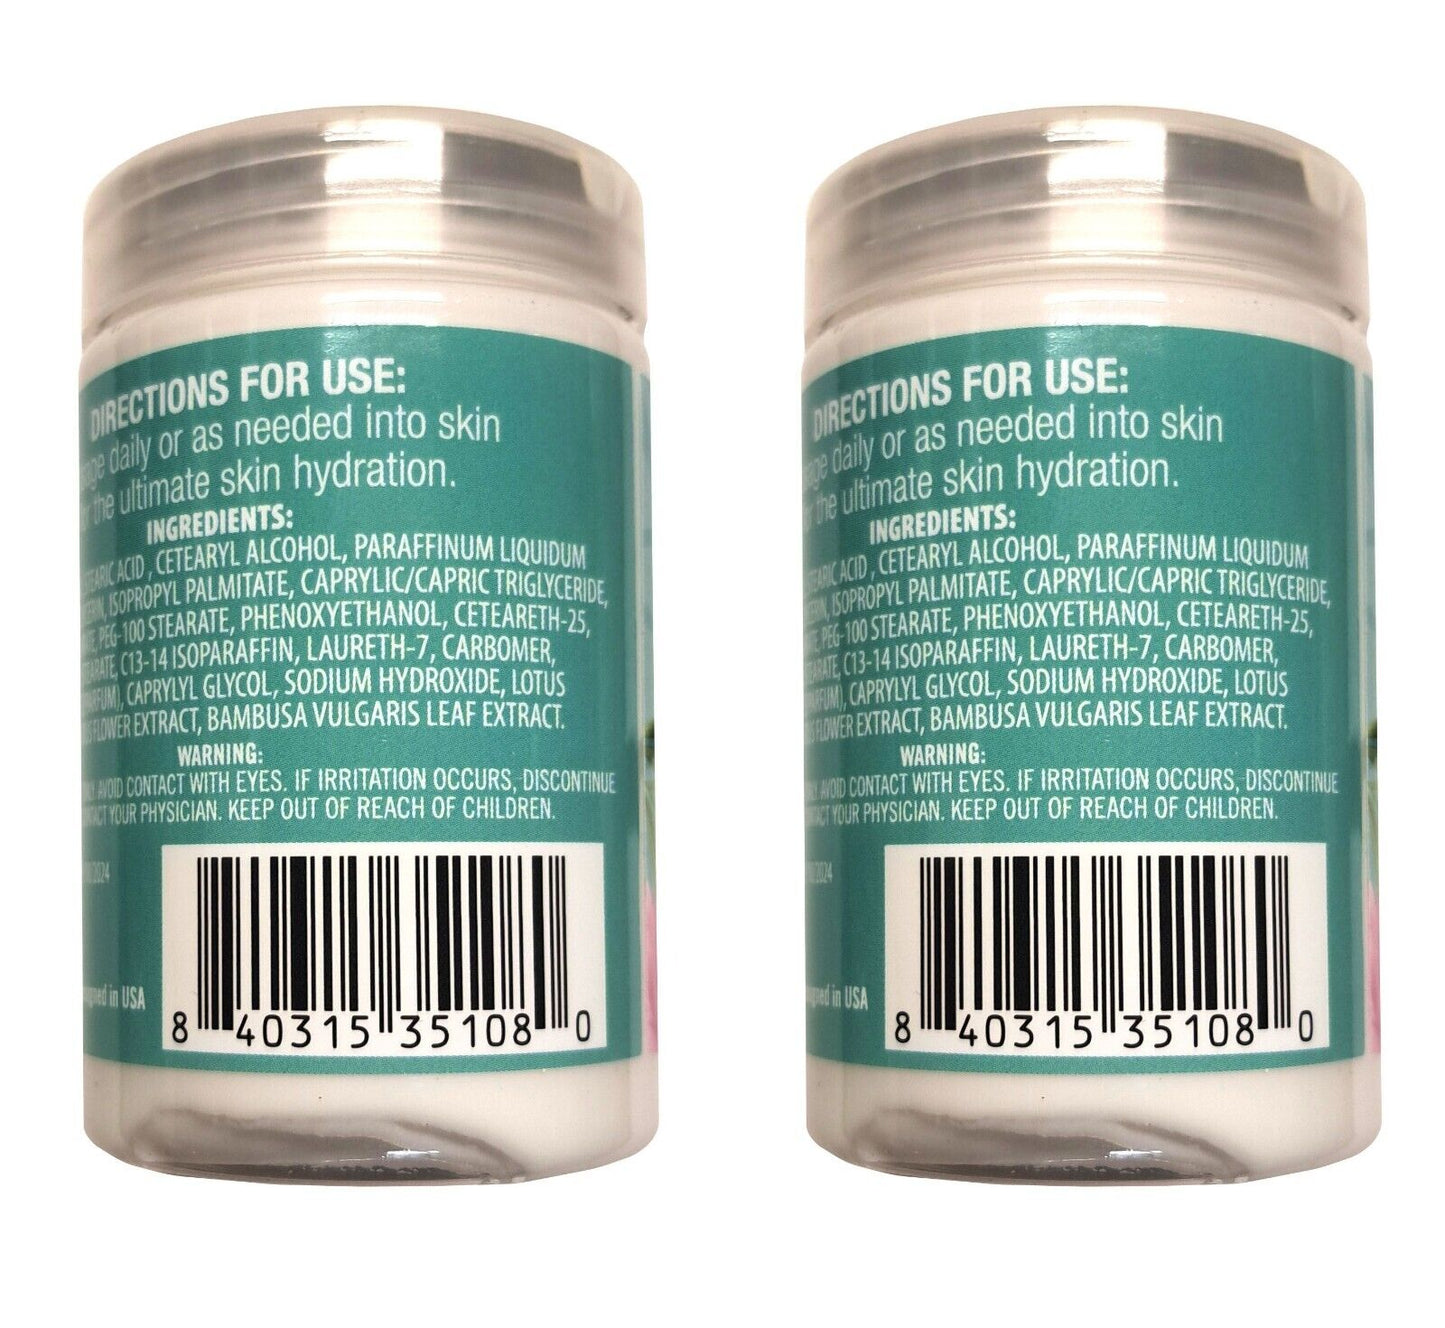 DIRECTIONS FOR USE:
daily or as needed into skin
the ultimate skin hydration.
INGREDIENTS:
ACID , CETEARYL ALCOHOL, PARAFFINUM LIQUIDUM
ISOPROPYL PALMITATE, CAPRYLIC/CAPRIC TRIGLYCERIDE,
PEG-100 STEARATE, PHENOXYETHANOL, CETEARETH-25,
C13-14 ISOPARAFFIN, LAURETH-7, CARBOMER,
CAPRYLYL GLYCOL, SODIUM HYDROXIDE, LOTUS
FLOWER EXTRACT, BAMBUSA VULGARIS LEAF EXTRACT.
WARNING:
AVOID CONTACT WITH EYES. IF IRRITATION OCCURS, DISCONTINUE
YOUR PHYSICIAN. KEEP OUT OF REACH OF CHILDREN.
in USA
8 40315 35108 0
DIRECTIONS FOR USE:
daily or as needed into skin
the ultimate skin hydration.
INGREDIENTS:
ACID , CETEARYL ALCOHOL, PARAFFINUM LIQUIDUM
ISOPROPYL PALMITATE, CAPRYLIC/CAPRIC TRIGLYCERIDE,
PEG-100 STEARATE, PHENOXYETHANOL, CETEARETH-25,
C13-14 ISOPARAFFIN, LAURETH-7, CARBOMER,
CAPRYLYL GLYCOL, SODIUM HYDROXIDE, LOTUS
FLOWER EXTRACT, BAMBUSA VULGARIS LEAF EXTRACT.
WARNING:
AVOID CONTACT WITH EYES. IF IRRITATION OCCURS, DISCONTINUE
YOUR PHYSICIAN. KEEP OUT OF REACH OF CHILDREN.
in USA
8 40315 35108 0